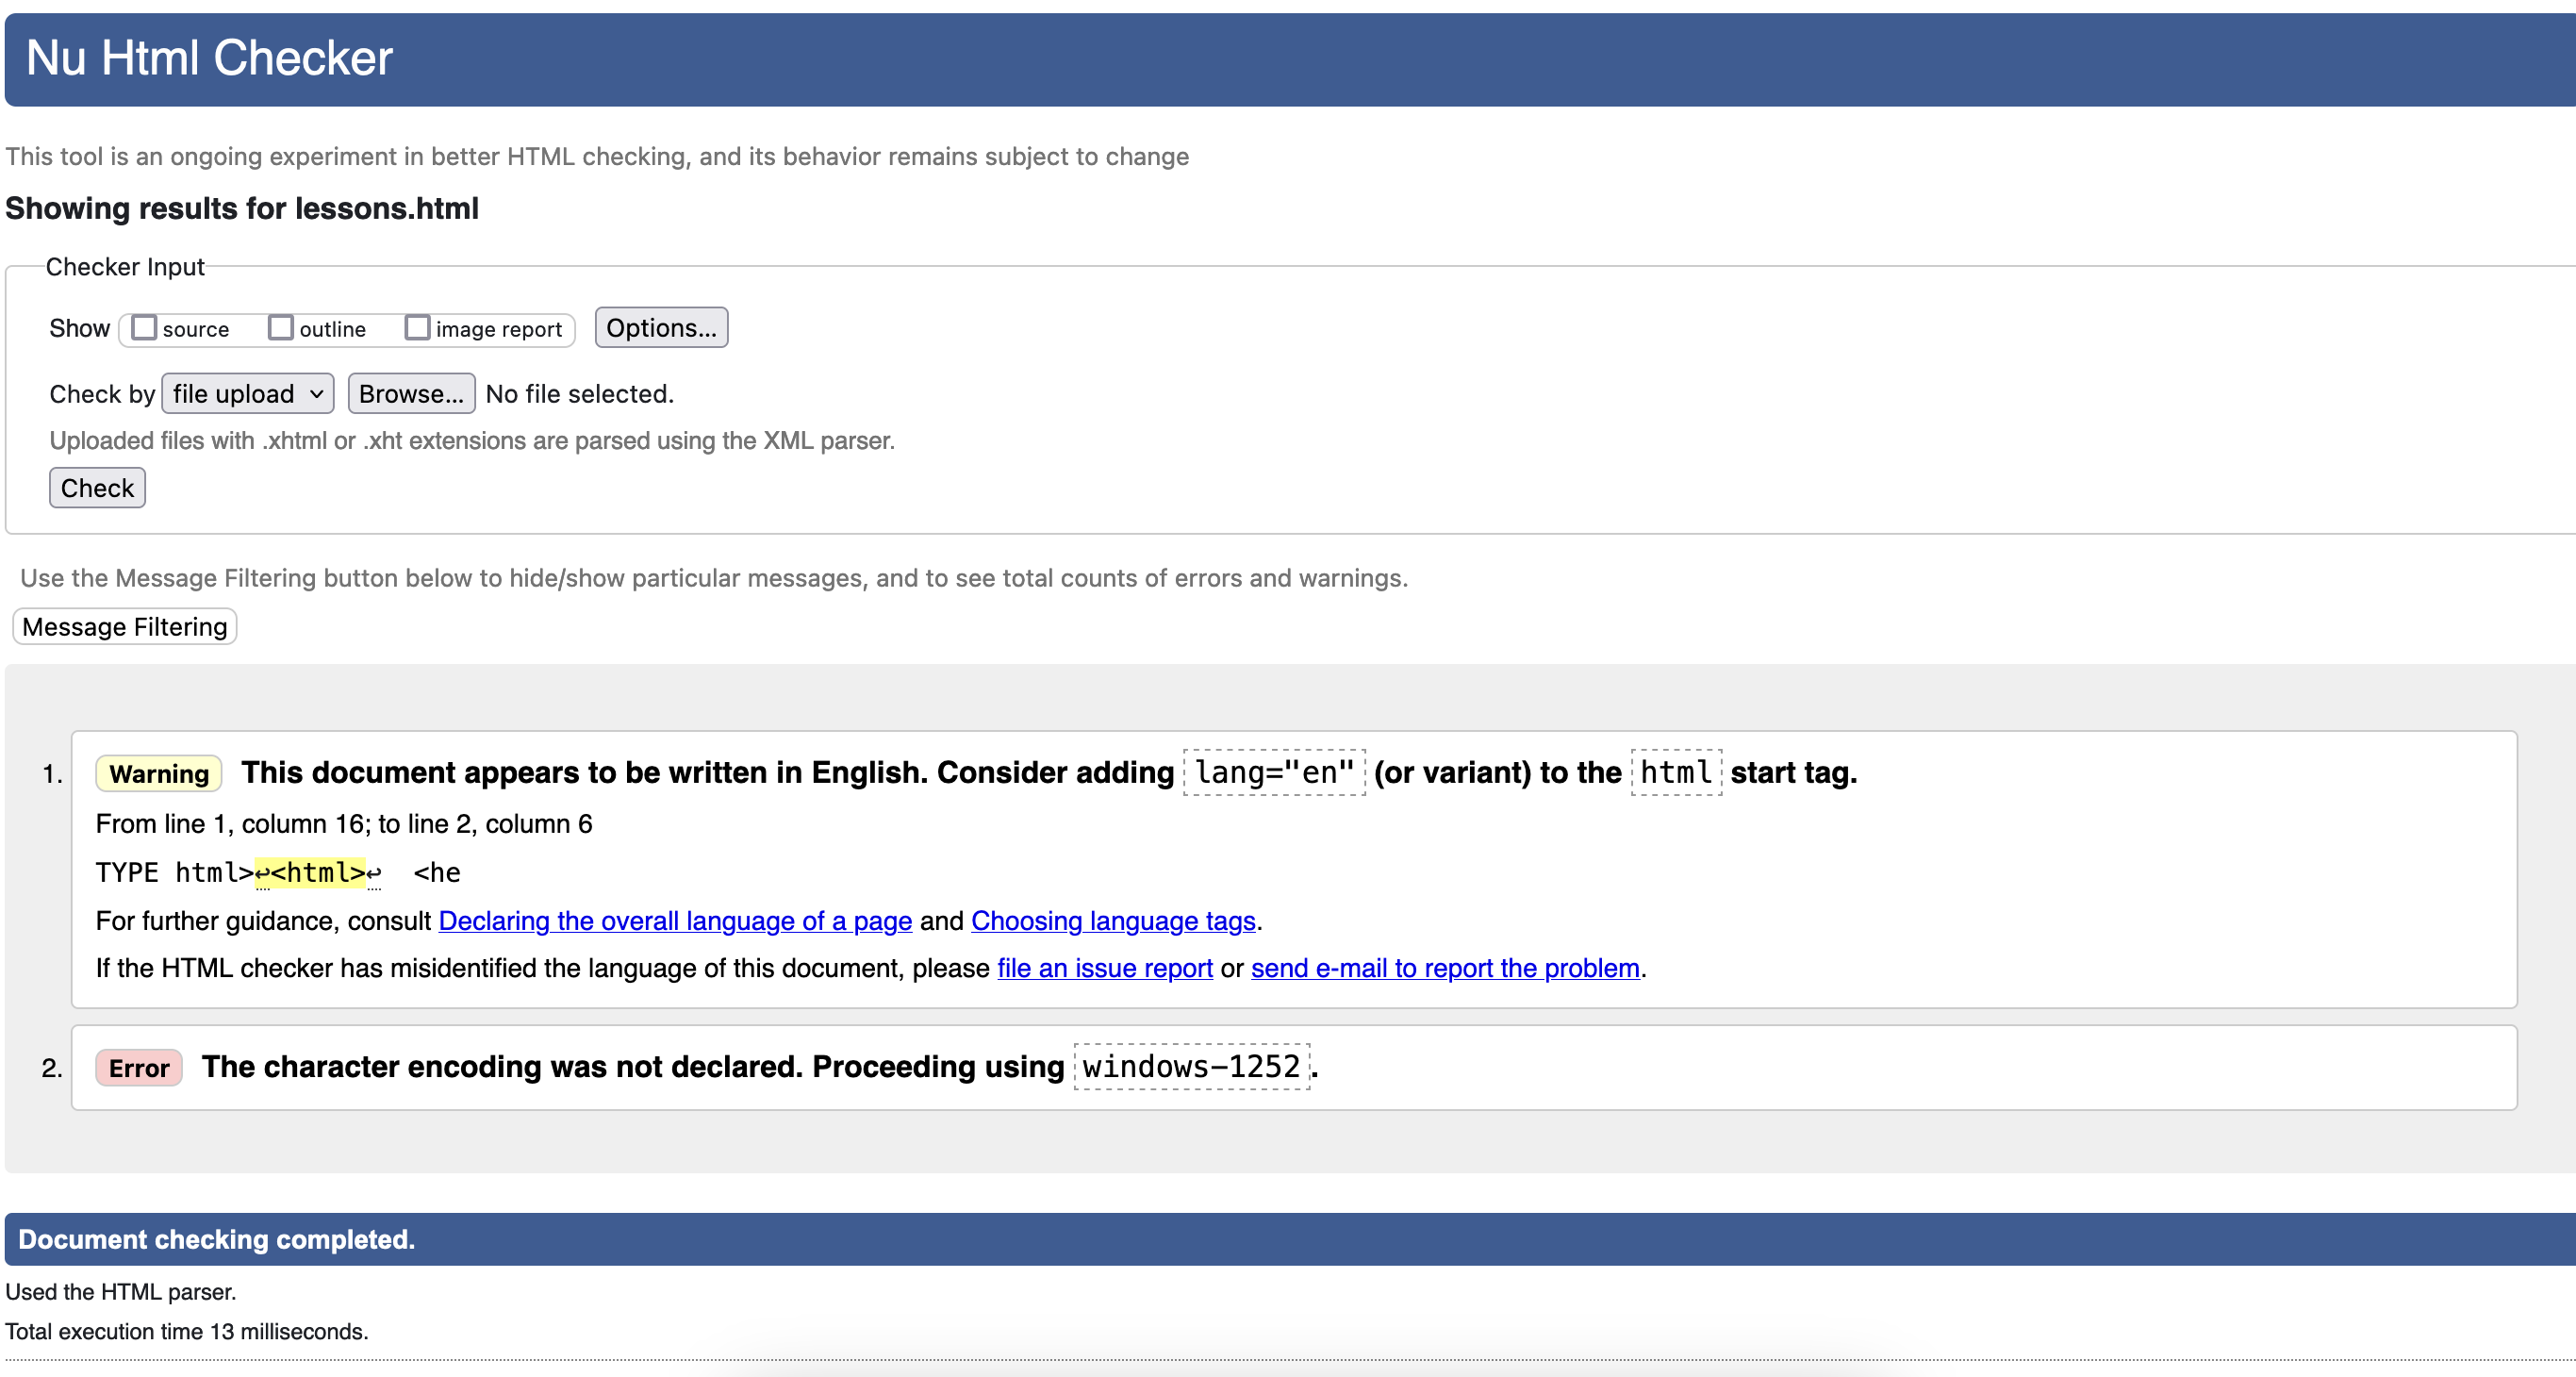 Nu Html Checker
This tool is an ongoing experiment in better HTML checking, and its behavior remains subject to change
Showing results for lessons.html
Checker Input
Show source outline image report Options...
Check by file upload Browse... No file selected.
Uploaded files with .xhtml or .xht extensions are parsed using the XML parser.
Check
Use the Message Filtering button below to hide/show particular messages, and to see total counts of errors and warnings.
Message Filtering
1. Warning This document appears to be written in English. Consider adding lang="en" (or variant) to the html start tag.
From line 1, column 16; to line 2, column 6
TYPE html>↩<html>↩  <he
For further guidance, consult Declaring the overall language of a page and Choosing language tags.
If the HTML checker has misidentified the language of this document, please file an issue report or send e-mail to report the problem.
2. Error The character encoding was not declared. Proceeding using windows-1252.
Document checking completed.
Used the HTML parser.
Total execution time 13 milliseconds.